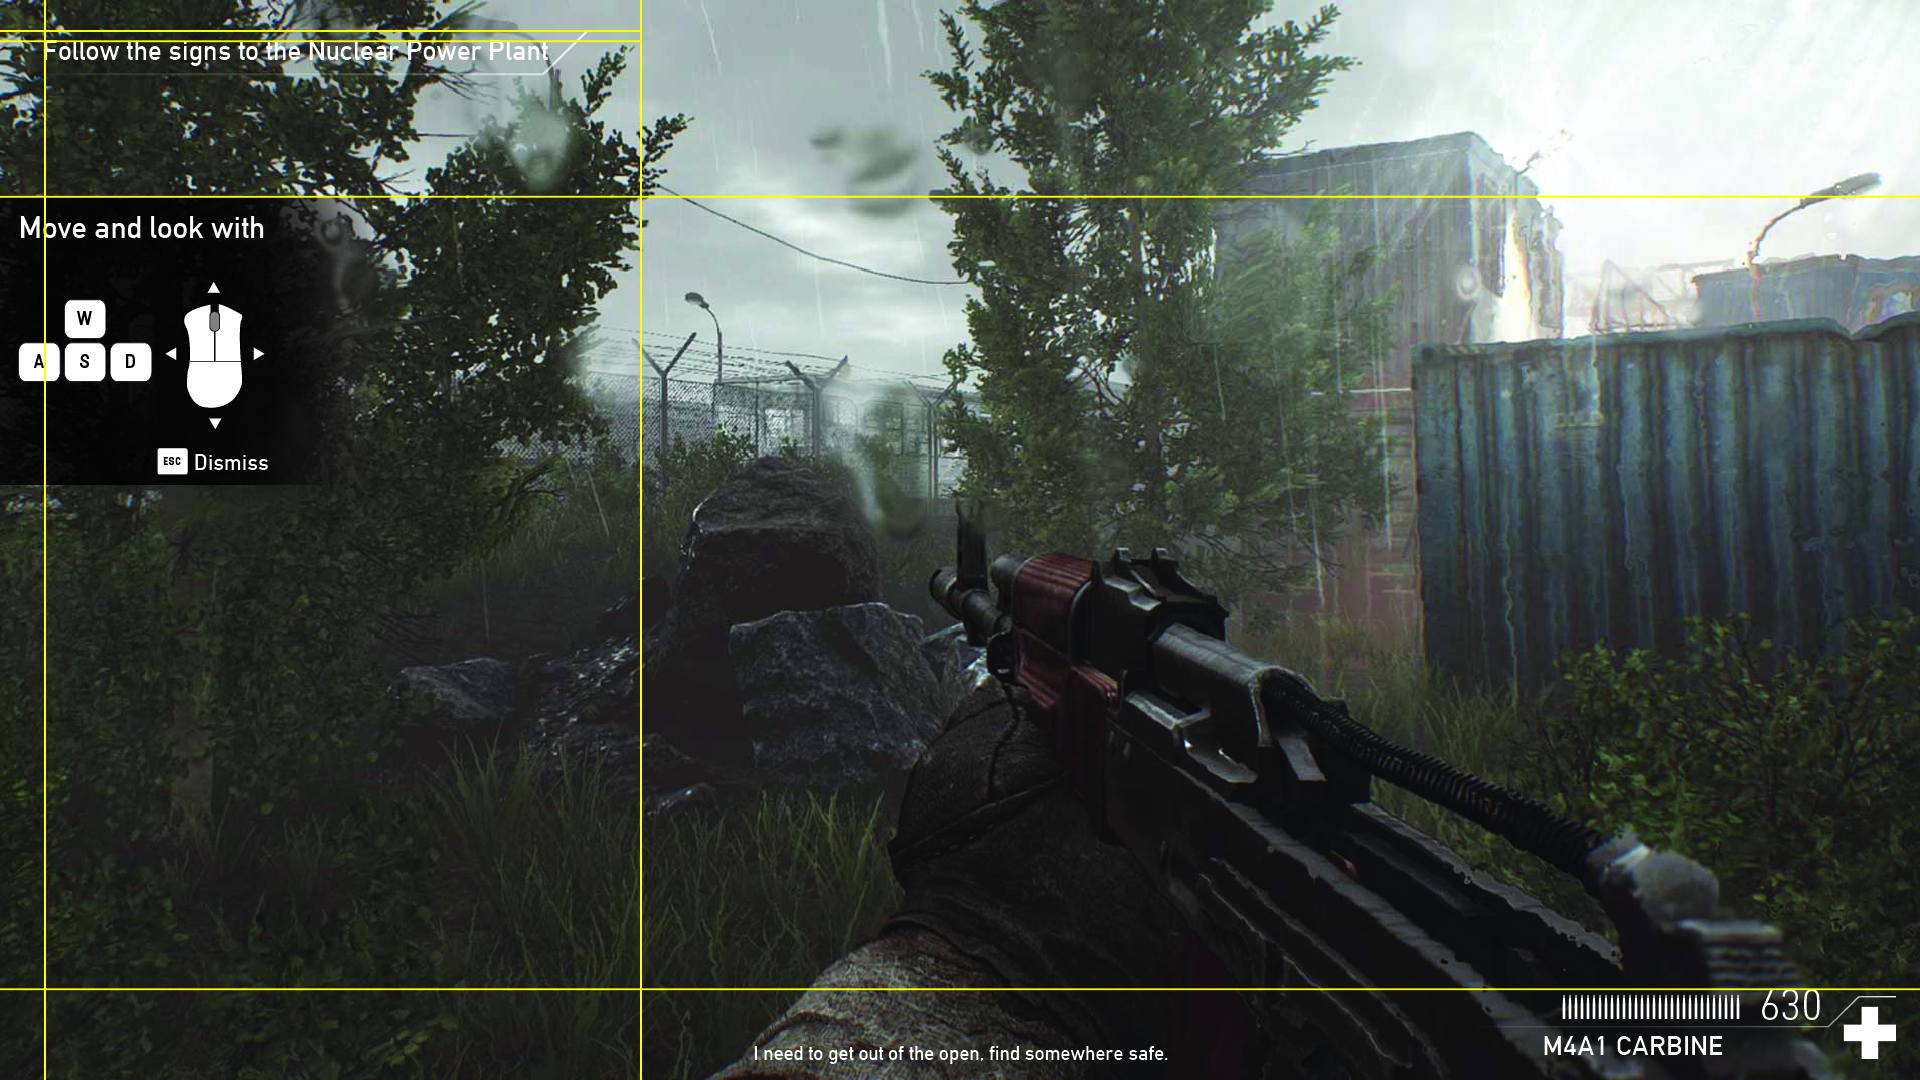 Follow the signs to the Nuclear Power Plant
Move and look with
W
A S D
ESC Dismiss
630
M4A1 CARBINE
I need to get out of the open, find somewhere safe.